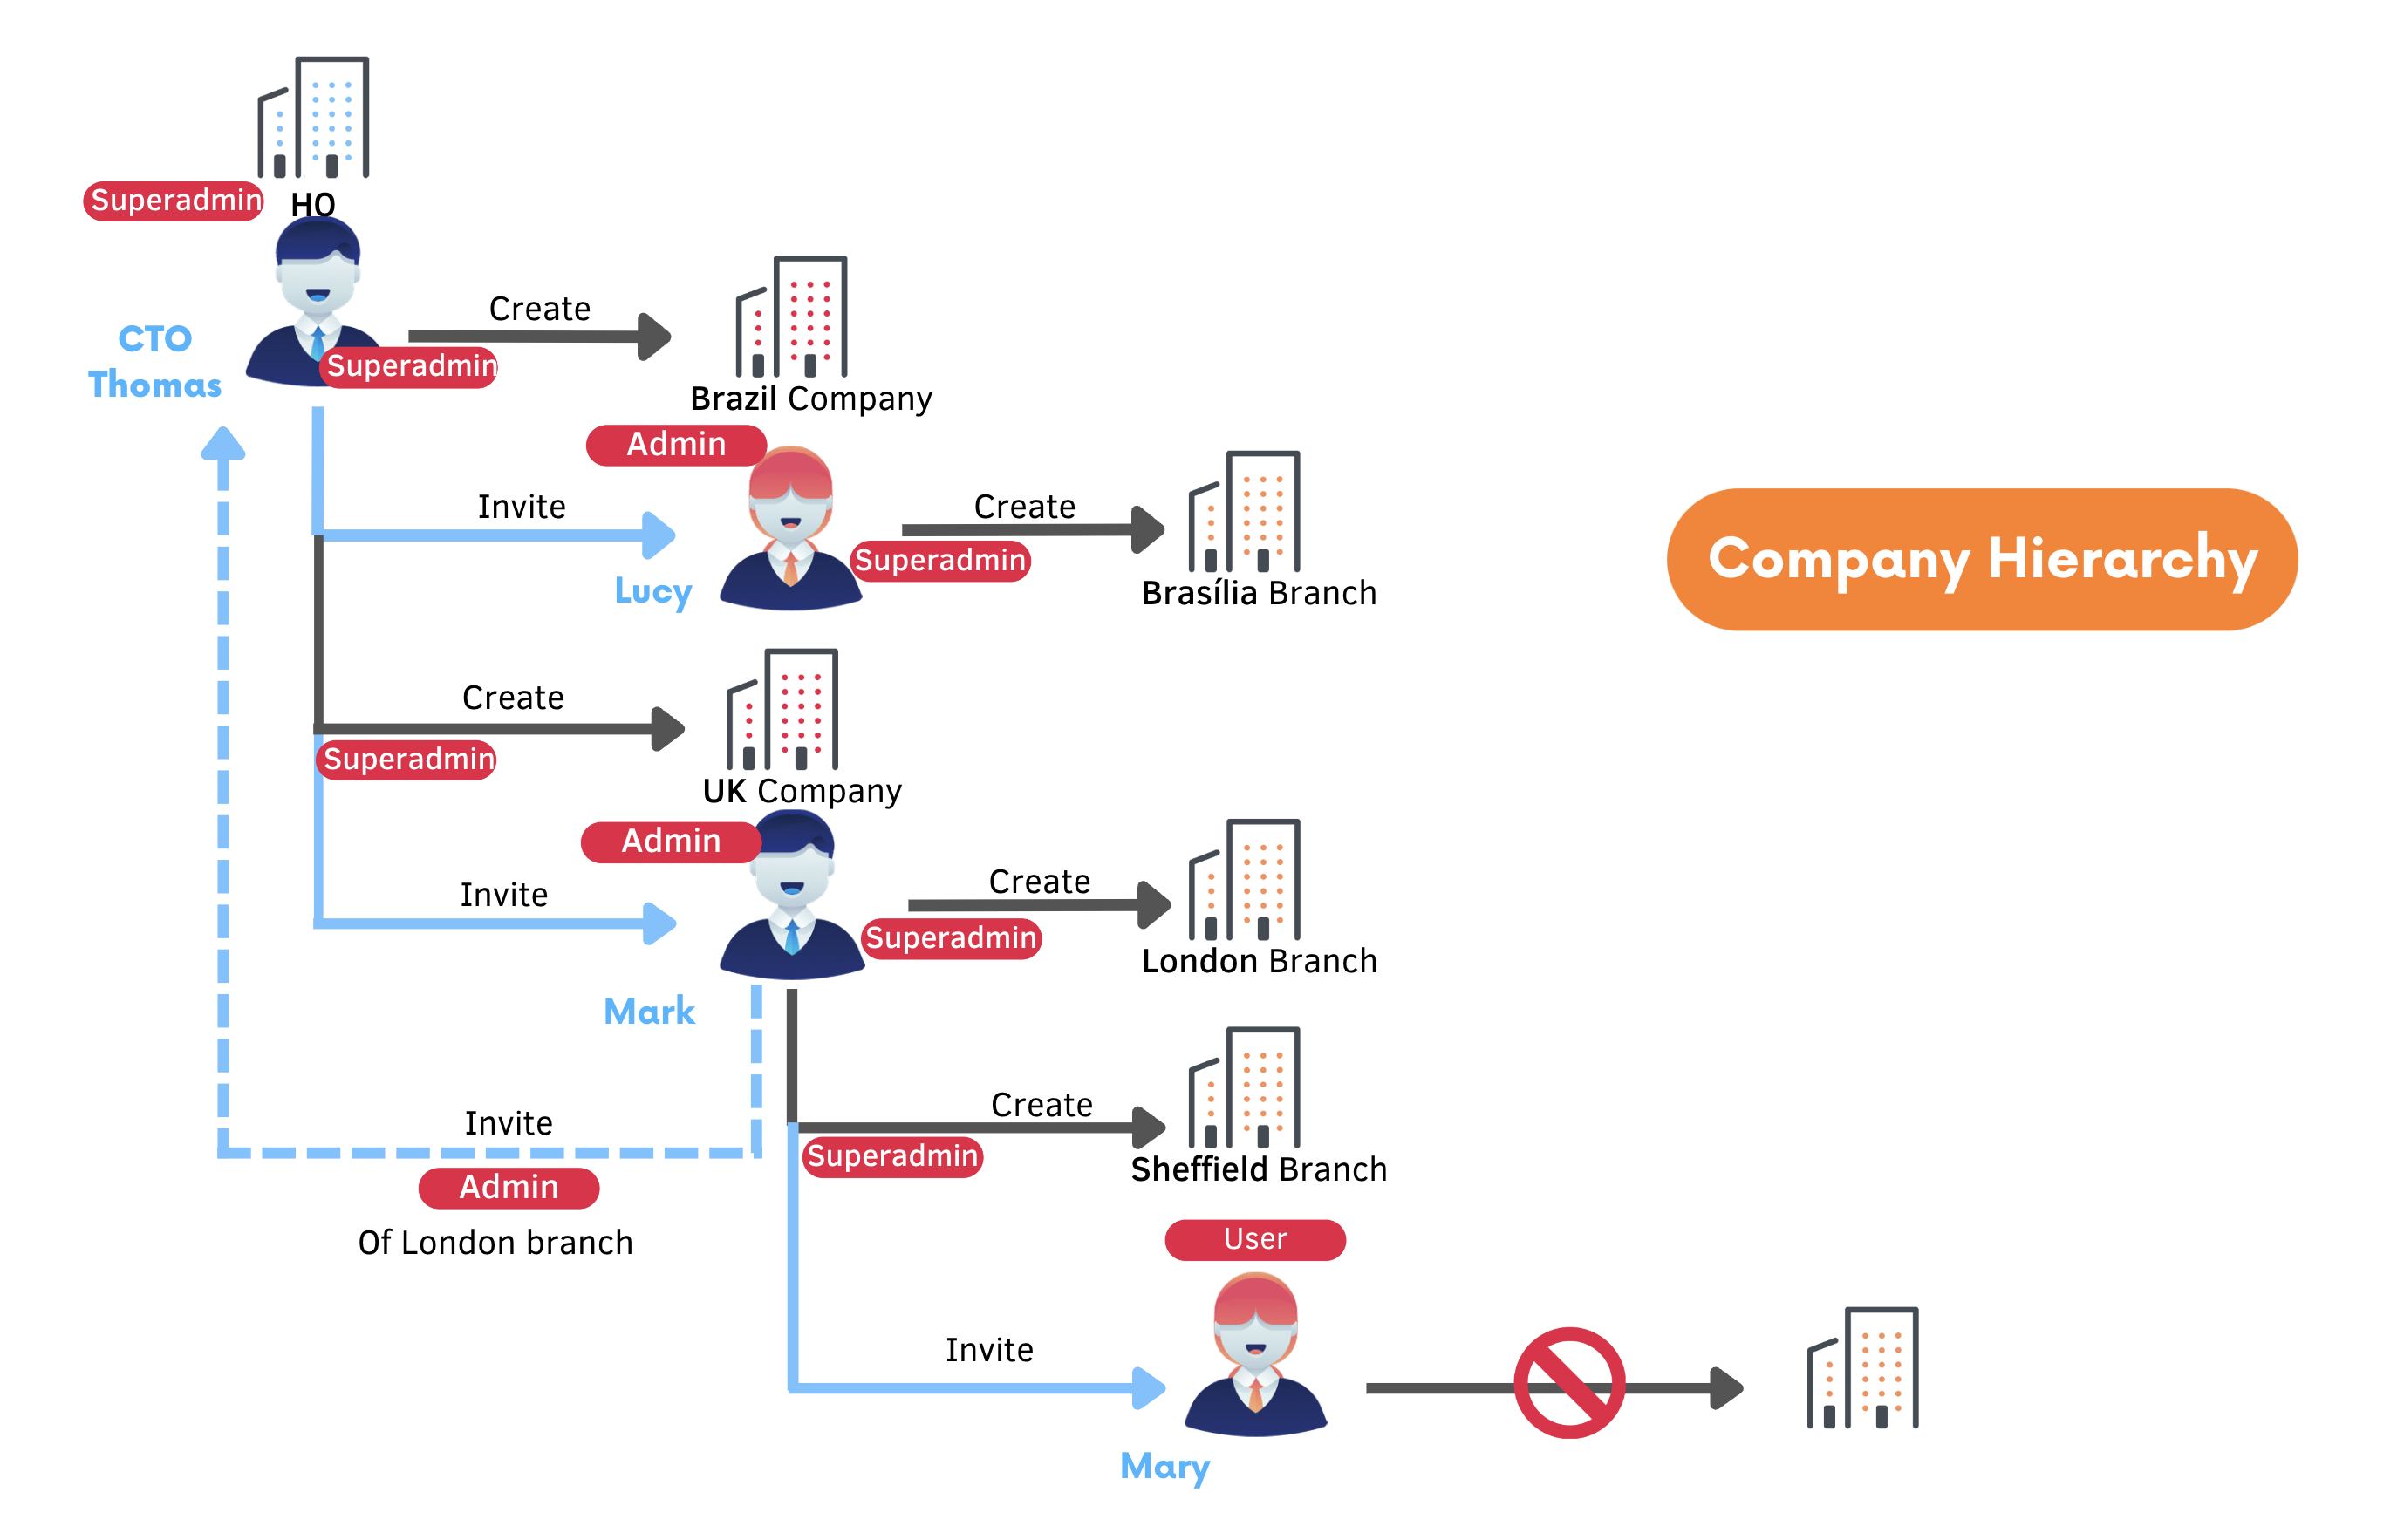 Superadmin
HO
CTO
Thomas
Superadmin
Create
Brazil Company
Admin
Invite
Lucy
Superadmin
Create
Brasília Branch
Company Hierarchy
Create
Superadmin
UK Company
Admin
Invite
Mark
Create
Superadmin
London Branch
Invite
Admin
Of London branch
Create
Superadmin
Sheffield Branch
User
Invite
Mary